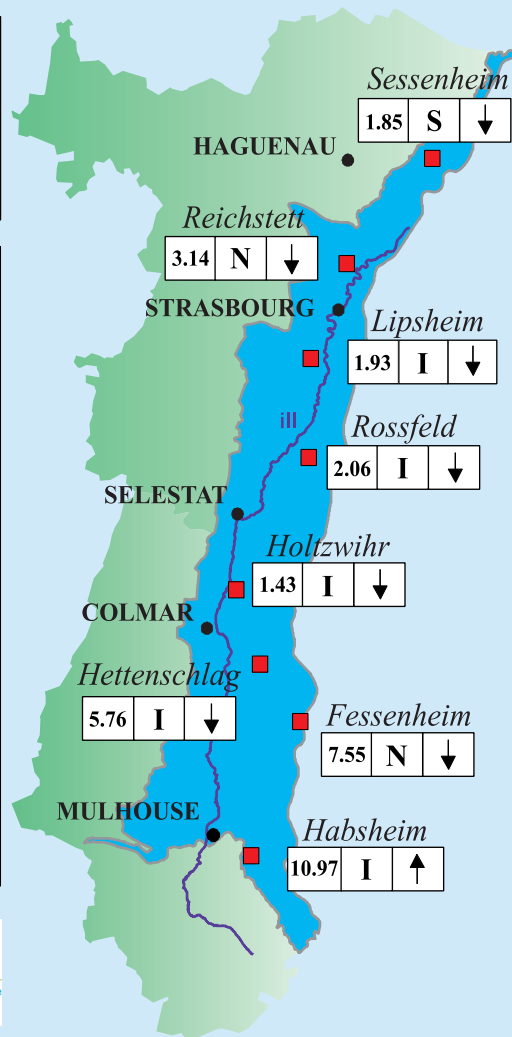 Sessenheim
1.85 S ↓
HAGUENAU
Reichstett
3.14 N ↓
STRASBOURG
Lipsheim
1.93 I ↓
ill
Rossfeld
2.06 I ↓
SELESTAT
Holtzwihr
1.43 I ↓
COLMAR
Hettenschlag
5.76 I ↓
Fessenheim
7.55 N ↓
MULHOUSE
Habsheim
10.97 I ↑